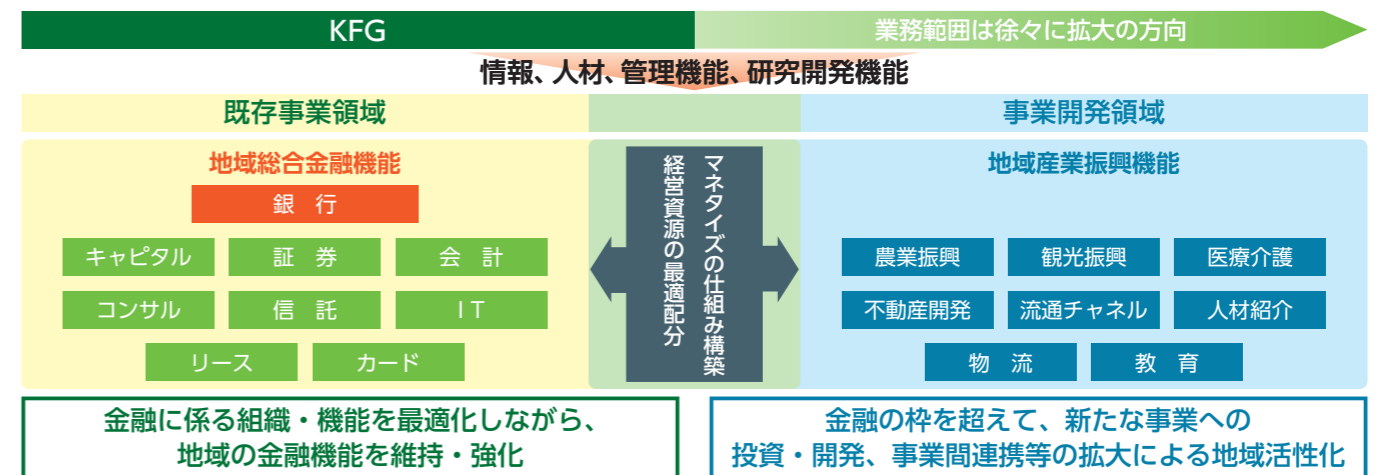 KFG
業務範囲は徐々に拡大の方向
情報、人材、管理機能、研究開発機能
既存事業領域
事業開発領域
地域総合金融機能
銀 行
キャピタル
証 券
会 計
コンサル
信 託
IT
リース
カード
マネタイズの仕組み構築
経営資源の最適配分
地域産業振興機能
農業振興
観光振興
医療介護
不動産開発
流通チャネル
人材紹介
物 流
教 育
金融に係る組織・機能を最適化しながら、
地域の金融機能を維持・強化
金融の枠を超えて、新たな事業への
投資・開発、事業間連携等の拡大による地域活性化